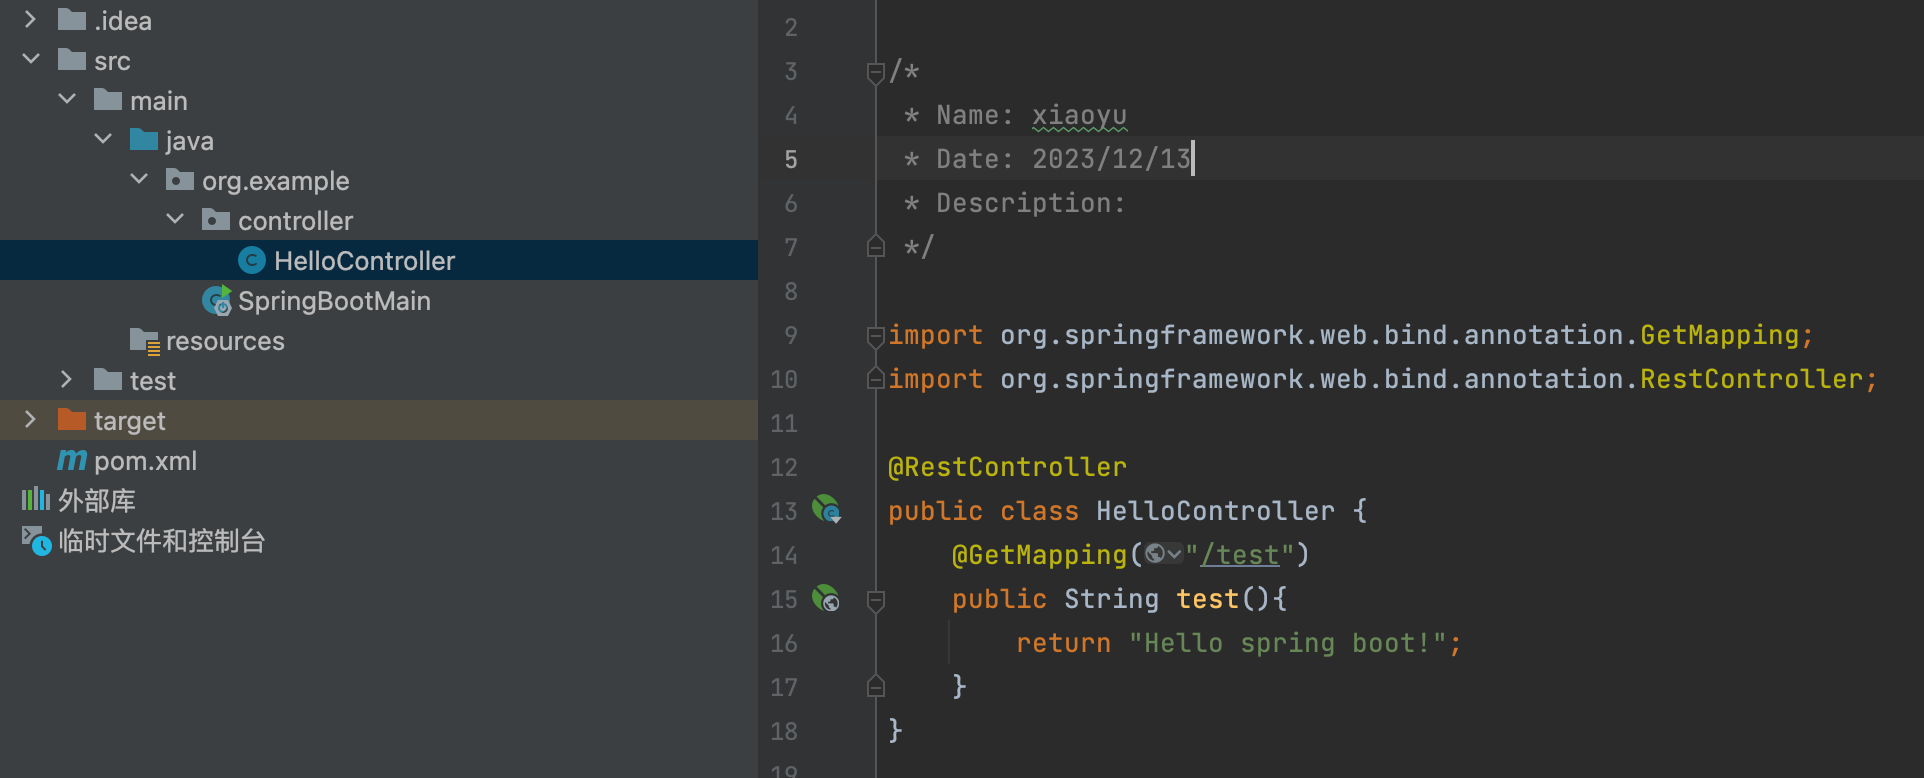 .idea
src
main
java
org.example
controller
HelloController
SpringBootMain
resources
test
target
pom.xml
外部库
临时文件和控制台
2
3 /*
4 * Name: xiaoyu
5 * Date: 2023/12/13
6 * Description:
7 */
8
9 import org.springframework.web.bind.annotation.GetMapping;
10 import org.springframework.web.bind.annotation.RestController;
11
12 @RestController
13 public class HelloController {
14 @GetMapping("/test")
15 public String test(){
16 return "Hello spring boot!";
17 }
18 }
19